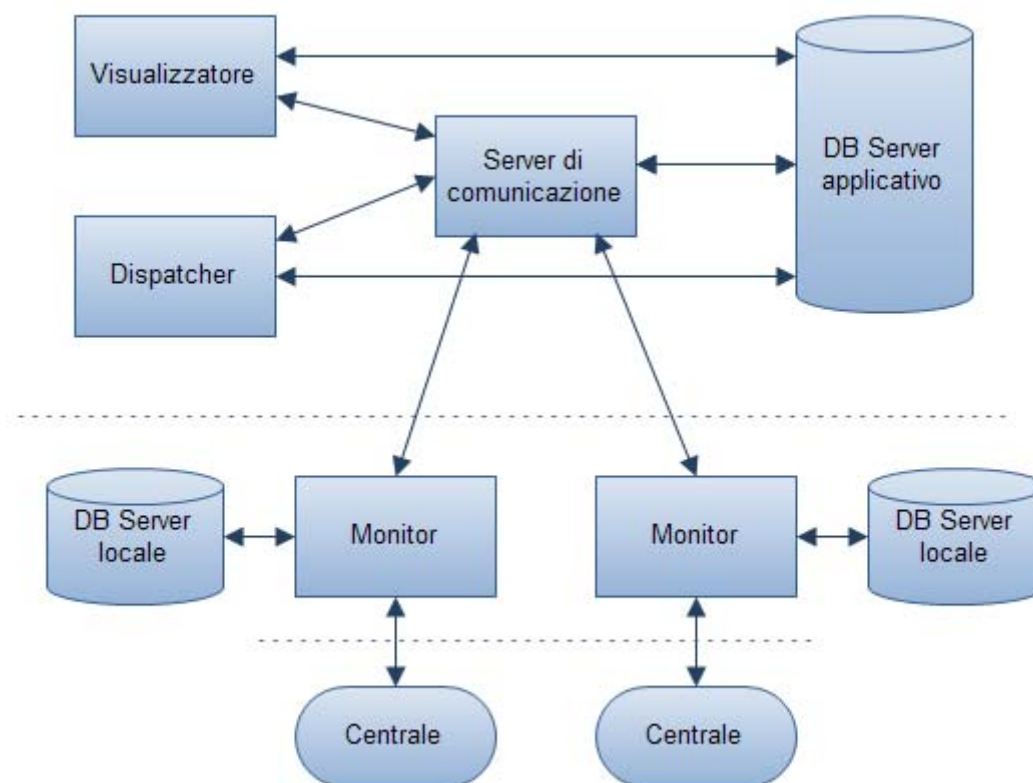 Visualizzatore
Server di
comunicazione
DB Server
applicativo
Dispatcher
DB Server
locale
Monitor
Monitor
DB Server
locale
Centrale
Centrale